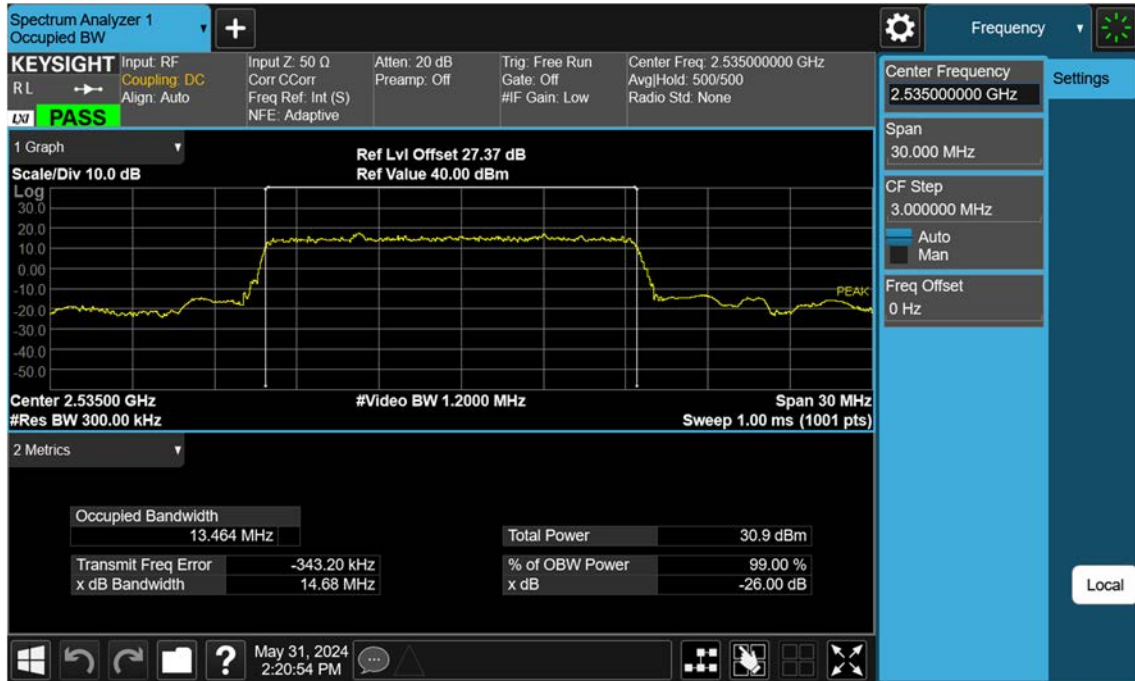 Spectrum Analyzer 1
Occupied BW
Frequency
KEYSIGHT
RL
LXI PASS
Input: RF
Coupling: DC
Align: Auto
Input Z: 50 Ω
Corr CCorr
Freq Ref: Int (S)
NFE: Adaptive
Atten: 20 dB
Preamp: Off
Trig: Free Run
Gate: Off
#IF Gain: Low
Center Freq: 2.535000000 GHz
Avg|Hold: 500/500
Radio Std: None
1 Graph
Scale/Div 10.0 dB
Ref Lvl Offset 27.37 dB
Ref Value 40.00 dBm
Log
30.0
20.0
10.0
0.00
-10.0
-20.0
-30.0
-40.0
-50.0
PEAK
Center 2.53500 GHz
#Video BW 1.2000 MHz
Span 30 MHz
#Res BW 300.00 kHz
Sweep 1.00 ms (1001 pts)
2 Metrics
Occupied Bandwidth
13.464 MHz
Total Power 30.9 dBm
Transmit Freq Error -343.20 kHz
% of OBW Power 99.00 %
x dB Bandwidth 14.68 MHz
x dB -26.00 dB
Center Frequency
2.535000000 GHz
Settings
Span
30.000 MHz
CF Step
3.000000 MHz
Auto
Man
Freq Offset
0 Hz
Local
?
May 31, 2024
2:20:54 PM